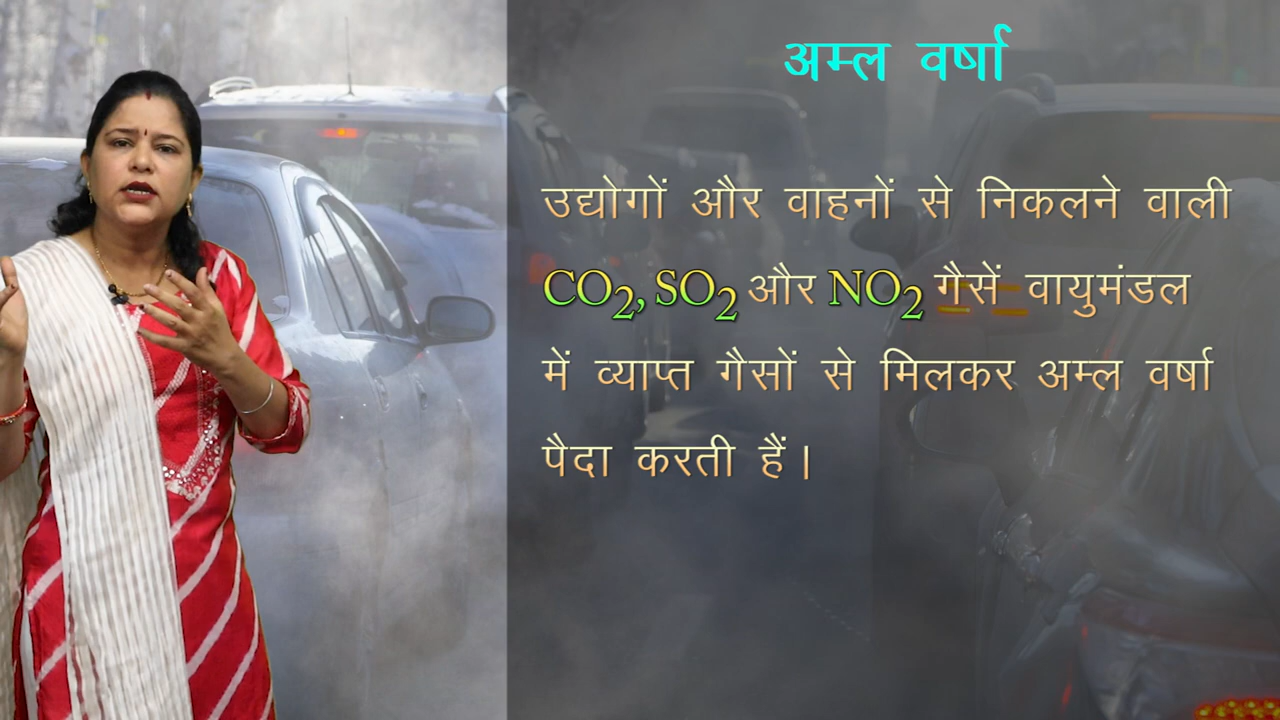 अम्ल वर्षा
उद्योगों और वाहनों से निकलने वाली
CO₂, SO₂ और NO₂ गैसें वायुमंडल
में व्याप्त गैसों से मिलकर अम्ल वर्षा
पैदा करती हैं।